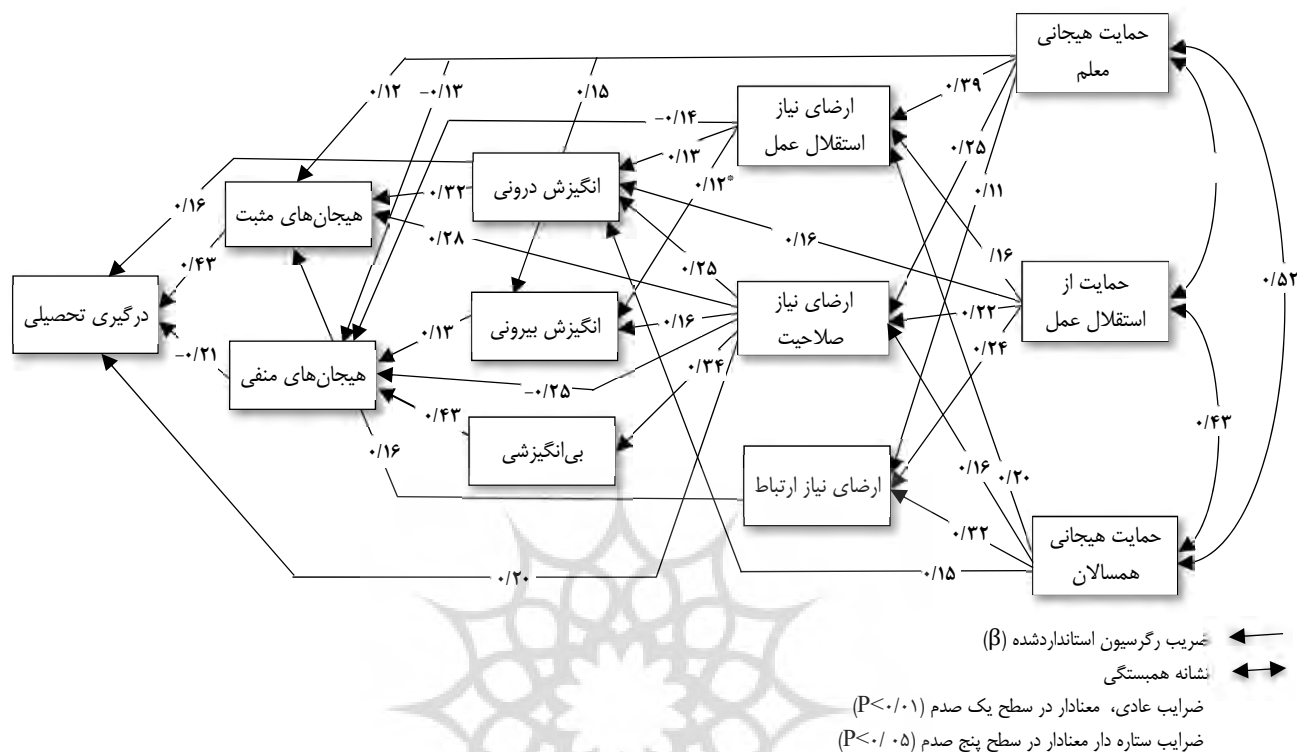 حمایت هیجانی
معلم
۰/۳۹
ارضای نیاز
استقلال عمل
۰/۱۵
−۰/۱۳
۰/۱۲
−۰/۱۴
۰/۱۳
۰/۲۵
۰/۱۱
۰/۱۲*
انگیزش درونی
۰/۳۲
هیجان‌های مثبت
۰/۱۶
۰/۲۸
۰/۱۶
/۱۶
۰/۴۳
۰/۲۵
۰/۵۲
حمایت از
استقلال عمل
۰/۲۲
ارضای نیاز
صلاحیت
۰/۱۶
انگیزش بیرونی
۰/۱۳
درگیری تحصیلی
۰/۲۴
۰/۳۴
−۰/۲۱
هیجان‌های منفی
−۰/۲۵
۰/۴۳
۰/۴۳
بی‌انگیزشی
۰/۱۶
ارضای نیاز ارتباط
۰/۱۶
۰/۲۰
۰/۳۲
حمایت هیجانی
همسالان
۰/۱۵
۰/۲۰
ضریب رگرسیون استانداردشده (β)
نشانه همبستگی
ضرایب عادی، معنادار در سطح یک صدم (P<۰/۰۱)
ضرایب ستاره دار معنادار در سطح پنج صدم (P<۰/ ۰۵)